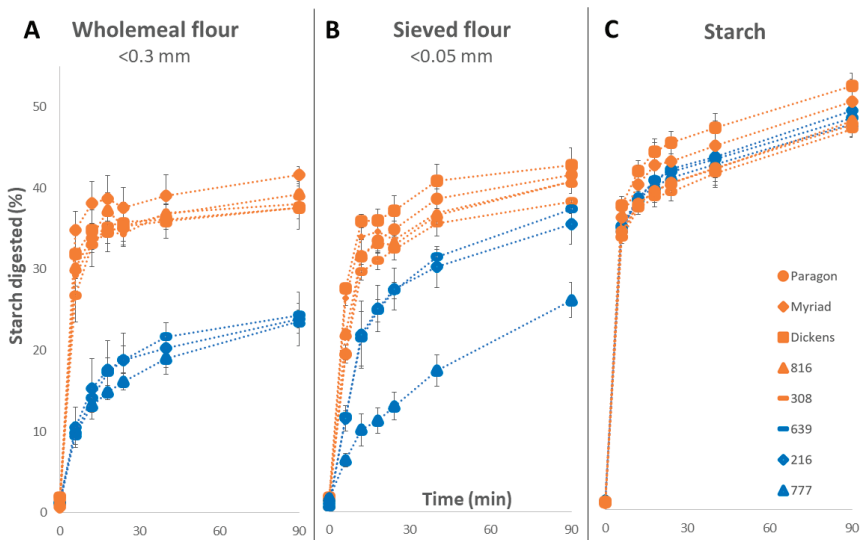 A Wholemeal flour
<0.3 mm
B Sieved flour
<0.05 mm
C Starch
Starch digested (%)
50
40
30
20
10
0
0 30 60 90
0 30 60 90
0 30 60 90
Time (min)
Paragon
Myriad
Dickens
816
308
639
216
777